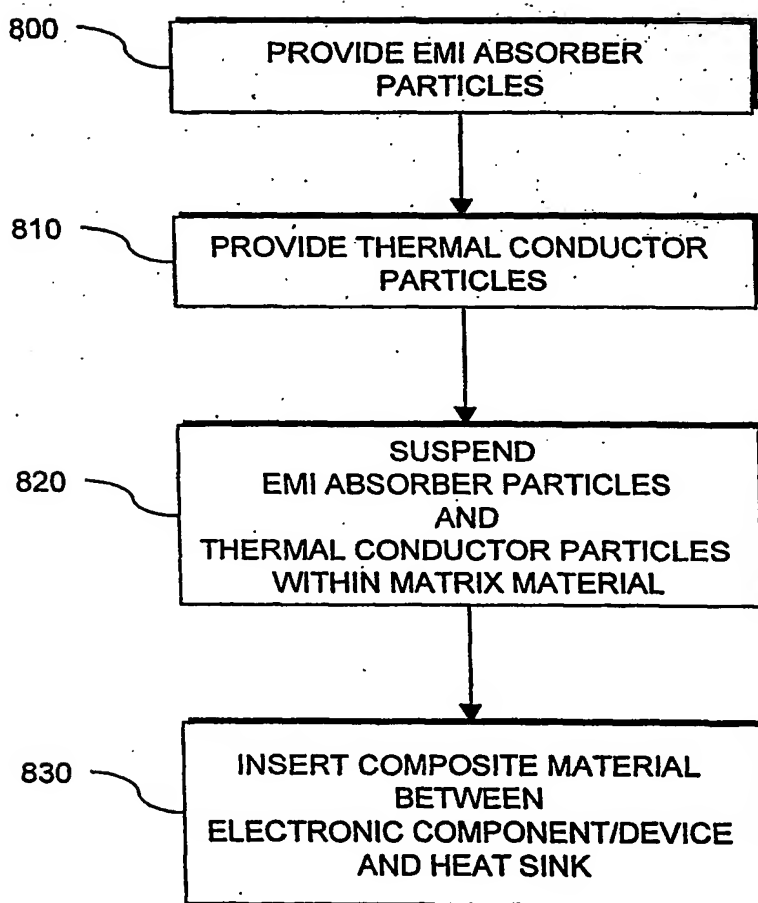 800
PROVIDE EMI ABSORBER
PARTICLES
810
PROVIDE THERMAL CONDUCTOR
PARTICLES
820
SUSPEND
EMI ABSORBER PARTICLES
AND
THERMAL CONDUCTOR PARTICLES
WITHIN MATRIX MATERIAL
830
INSERT COMPOSITE MATERIAL
BETWEEN
ELECTRONIC COMPONENT/DEVICE
AND HEAT SINK